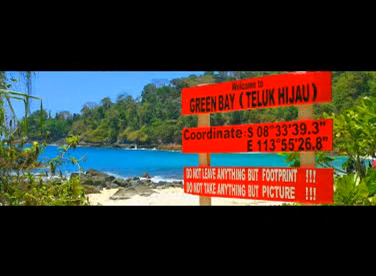 Welcome to
GREEN BAY ( TELUK HIJAU )
Coordinate : S 08°33'39.3"
E 113°55'26.8"
DO NOT LEAVE ANYTHING BUT FOOTPRINT !!!
DO NOT TAKE ANYTHING BUT PICTURE !!!